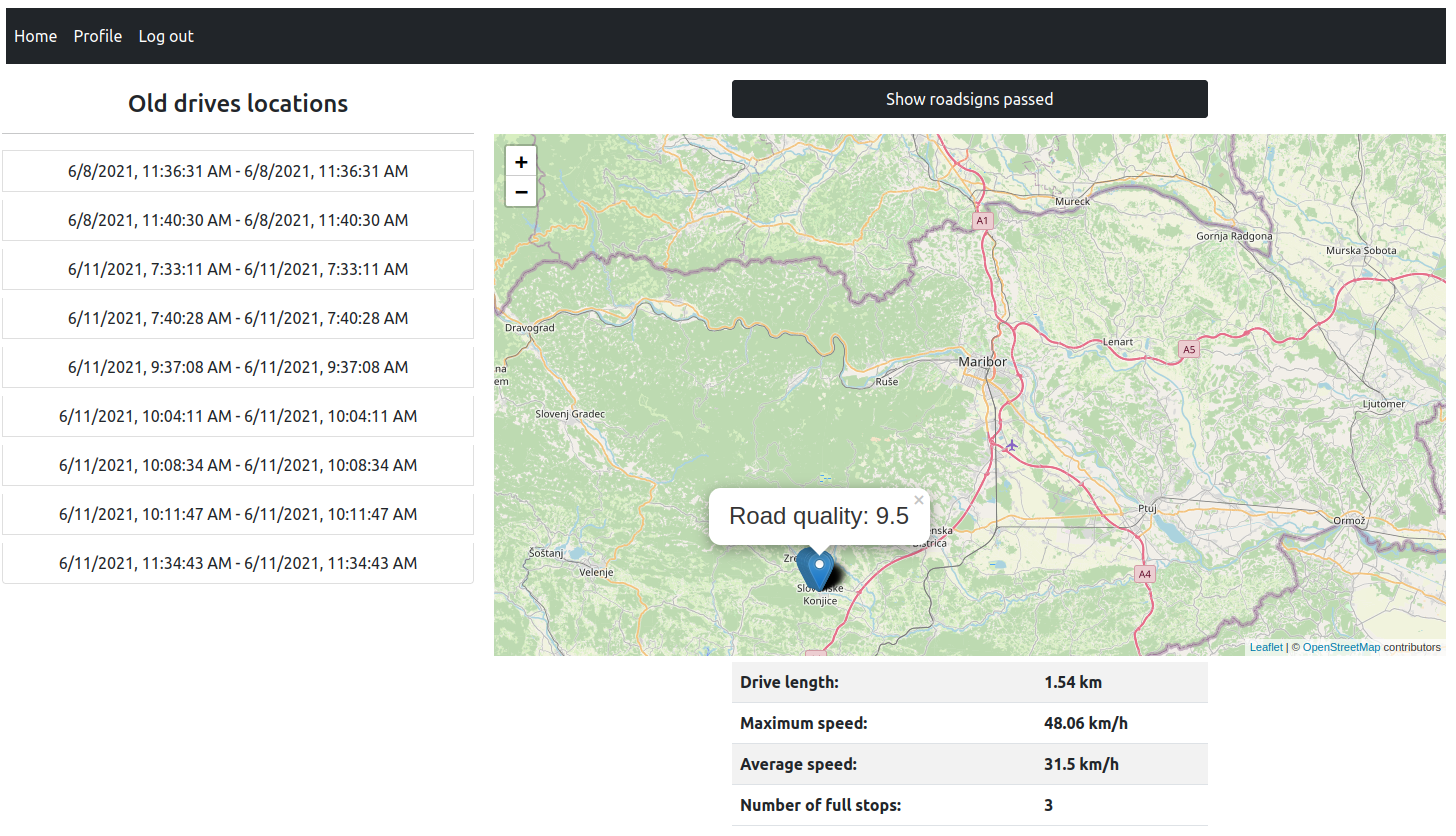 Home Profile Log out
Old drives locations
6/8/2021, 11:36:31 AM - 6/8/2021, 11:36:31 AM
6/8/2021, 11:40:30 AM - 6/8/2021, 11:40:30 AM
6/11/2021, 7:33:11 AM - 6/11/2021, 7:33:11 AM
6/11/2021, 7:40:28 AM - 6/11/2021, 7:40:28 AM
6/11/2021, 9:37:08 AM - 6/11/2021, 9:37:08 AM
6/11/2021, 10:04:11 AM - 6/11/2021, 10:04:11 AM
6/11/2021, 10:08:34 AM - 6/11/2021, 10:08:34 AM
6/11/2021, 10:11:47 AM - 6/11/2021, 10:11:47 AM
6/11/2021, 11:34:43 AM - 6/11/2021, 11:34:43 AM
Show roadsigns passed
+
−
Mureck
A1
Gornja Radgona
Murska Sobota
Dravograd
Lenart
A5
Maribor
Ruše
Ljutomer
Slovenj Gradec
Ptuj
Ormož
Road quality: 9.5
×
Šoštanj
Velenje
Konjice
A4
Leaflet | © OpenStreetMap contributors
Drive length: 1.54 km
Maximum speed: 48.06 km/h
Average speed: 31.5 km/h
Number of full stops: 3